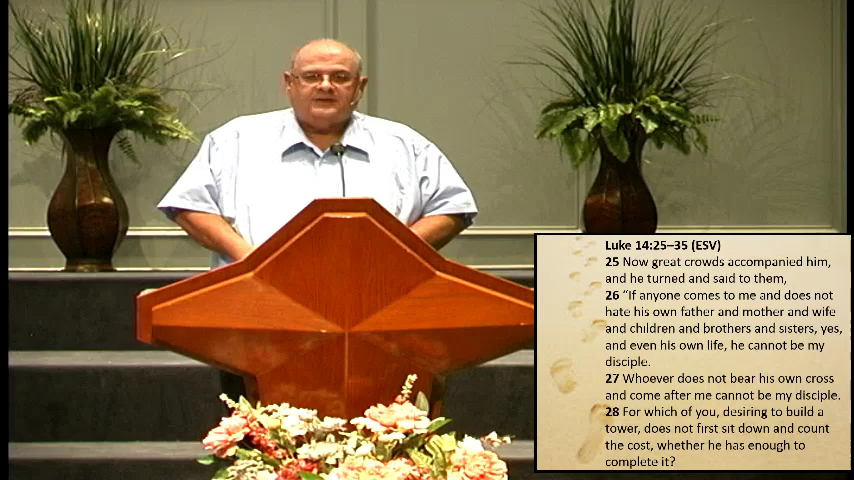 Luke 14:25–35 (ESV)
25 Now great crowds accompanied him,
and he turned and said to them,
26 “If anyone comes to me and does not
hate his own father and mother and wife
and children and brothers and sisters, yes,
and even his own life, he cannot be my
disciple.
27 Whoever does not bear his own cross
and come after me cannot be my disciple.
28 For which of you, desiring to build a
tower, does not first sit down and count
the cost, whether he has enough to
complete it?